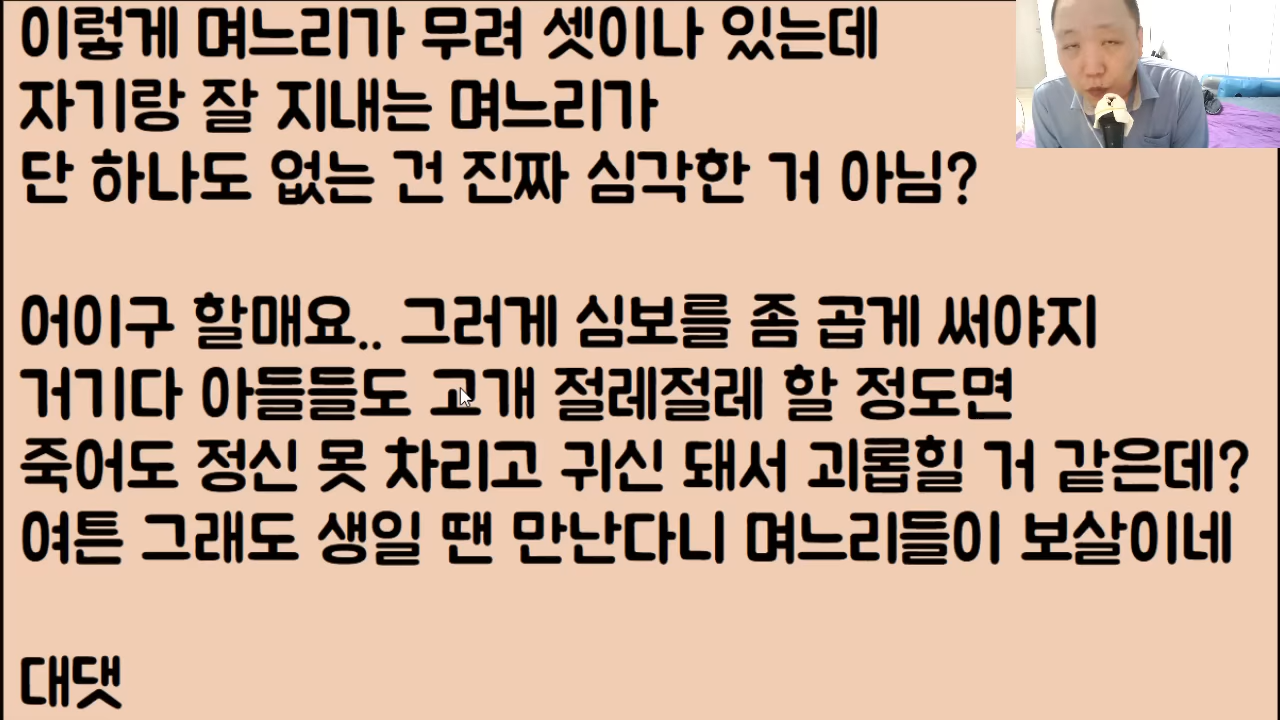 이렇게 며느리가 무려 셋이나 있는데
자기랑 잘 지내는 며느리가
단 하나도 없는 건 진짜 심각한 거 아님?
어이구 할매요.. 그러게 심보를 좀 곱게 써야지
거기다 아들들도 고개 절레절레 할 정도면
죽어도 정신 못 차리고 귀신 돼서 괴롭힐 거 같은데?
여튼 그래도 생일 땐 만난다니 며느리들이 보살이네
대댓